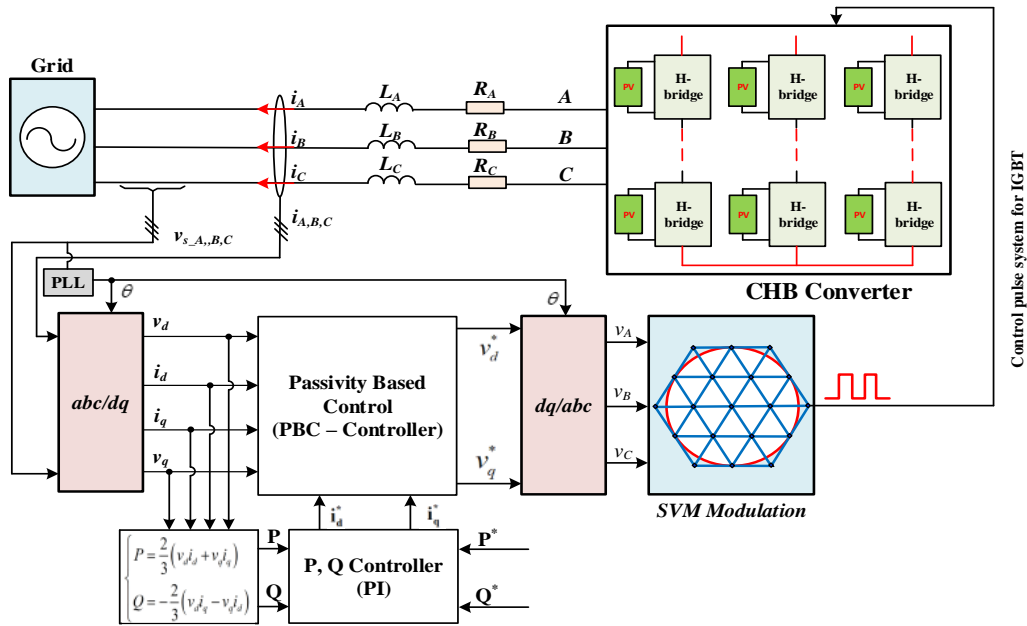 Grid
i_A
L_A
R_A
A
i_B
L_B
R_B
B
i_C
L_C
R_C
C
PV
H-
bridge
PV
H-
bridge
PV
H-
bridge
PV
H-
bridge
PV
H-
bridge
PV
H-
bridge
CHB Converter
Control pulse system for IGBT
v_{s_A,,B,C}
i_{A,B,C}
PLL
θ
θ
abc/dq
v_d
i_d
i_q
v_q
Passivity Based
Control
(PBC – Controller)
v_d^*
v_q^*
dq/abc
v_A
v_B
v_C
SVM Modulation
i_d^*
i_q^*
P = 2/3 (v_d i_d + v_q i_q)
Q = −2/3 (v_d i_q − v_q i_d)
P
Q
P, Q Controller
(PI)
P^*
Q^*